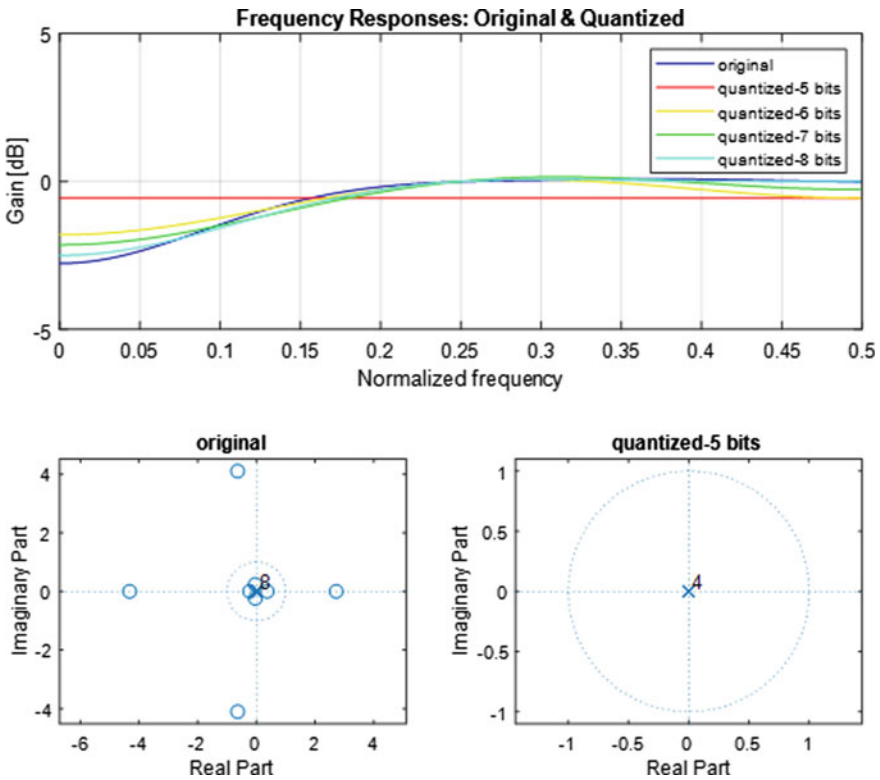 Frequency Responses: Original & Quantized
5
0
-5
Gain [dB]
original
quantized-5 bits
quantized-6 bits
quantized-7 bits
quantized-8 bits
0 0.05 0.1 0.15 0.2 0.25 0.3 0.35 0.4 0.45 0.5
Normalized frequency
original
4
2
0
-2
-4
Imaginary Part
8
-6 -4 -2 0 2 4
Real Part
quantized-5 bits
1
0.5
0
-0.5
-1
Imaginary Part
4
-1 -0.5 0 0.5 1
Real Part